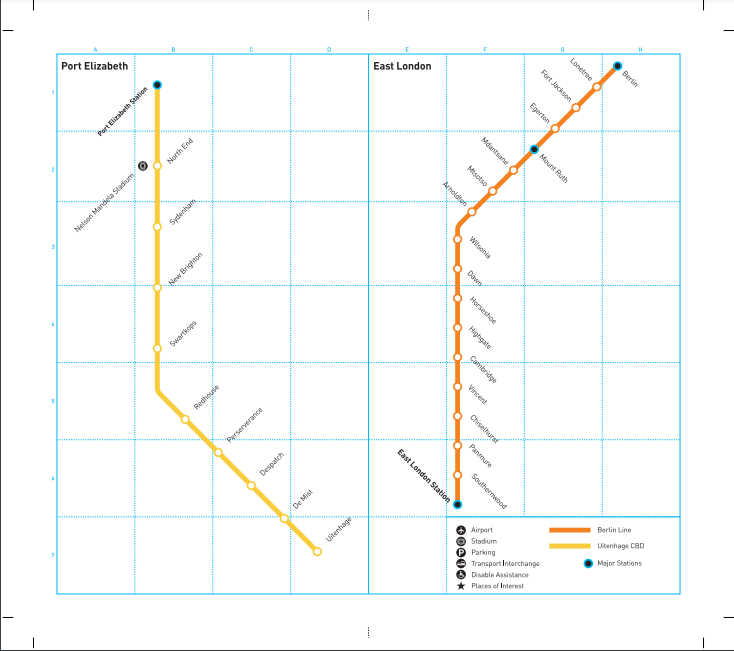 A B C D E F G H
Port Elizabeth
East London
1
2
3
4
5
6
7
Port Elizabeth Station
North End
Nelson Mandela Stadium
Sydenham
New Brighton
Swartkops
Redhouse
Perserverance
Despatch
De Mist
Uitenhage
Berlin
Lonetree
Fort Jackson
Egerton
Mount Ruth
Mdantsane
Mtsotso
Arnoldton
Wilsonia
Dawn
Horseshoe
Highgate
Cambridge
Vincent
Chiselhurst
Panmure
Southernwood
East London Station
Airport
Stadium
P Parking
Transport Interchange
Disable Assistance
Places of Interest
Berlin Line
Uitenhage CBD
Major Stations